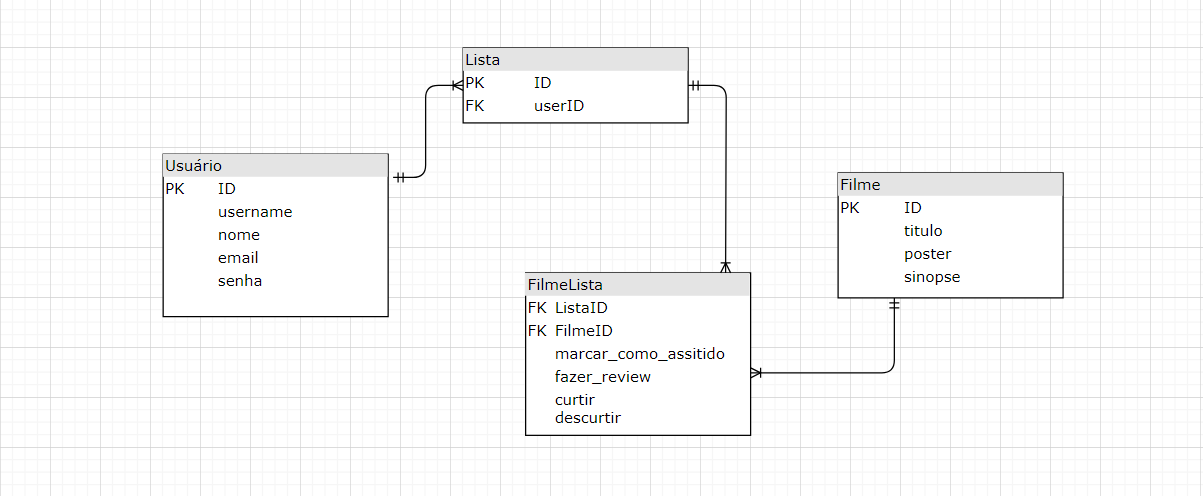 Lista
PK ID
FK userID
Usuário
PK ID
username
nome
email
senha
Filme
PK ID
titulo
poster
sinopse
FilmeLista
FK ListaID
FK FilmeID
marcar_como_assitido
fazer_review
curtir
descurtir